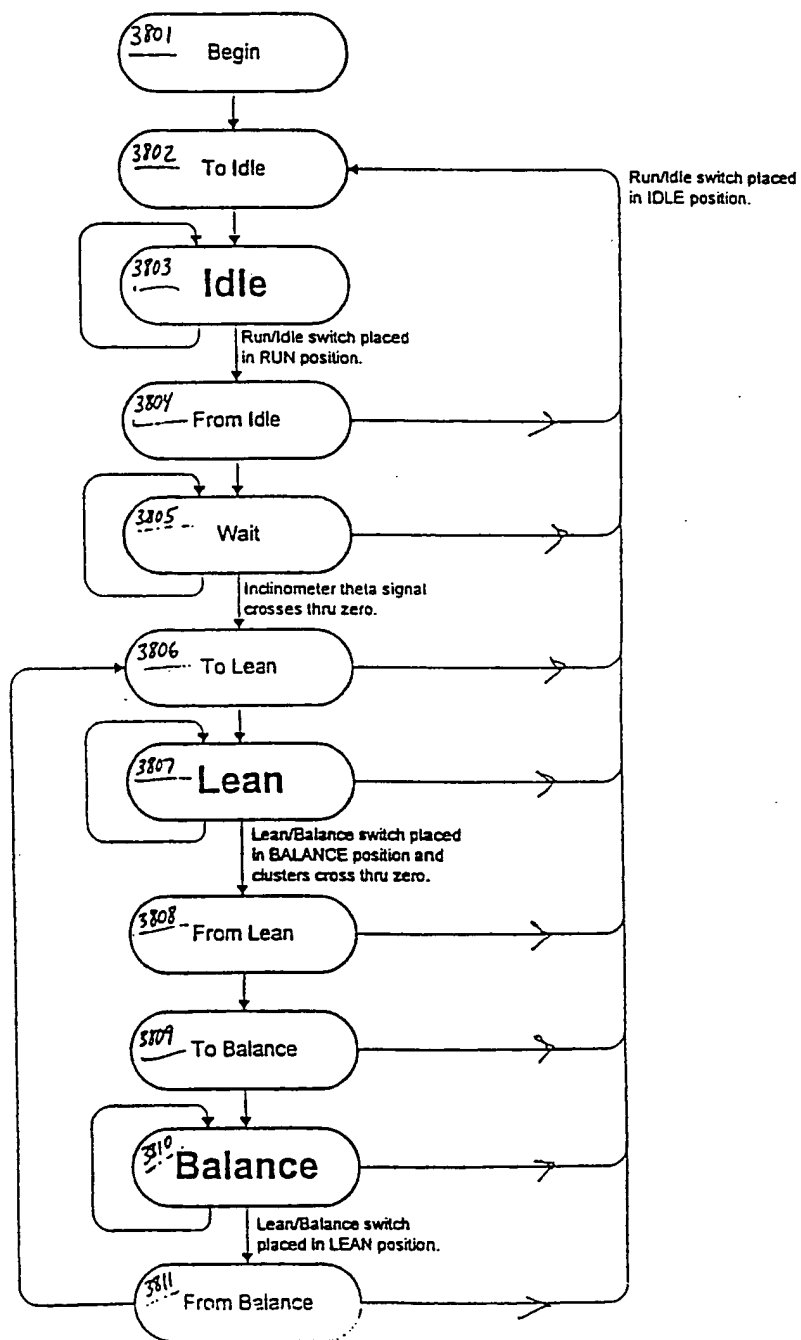 3801 Begin
3802 To Idle
Run/Idle switch placed
in IDLE position.
3803 Idle
Run/Idle switch placed
in RUN position.
3804 From Idle
3805 Wait
Inclinometer theta signal
crosses thru zero.
3806 To Lean
3807 Lean
Lean/Balance switch placed
in BALANCE position and
clusters cross thru zero.
3808 From Lean
3809 To Balance
3810 Balance
Lean/Balance switch
placed in LEAN position.
3811 From Balance